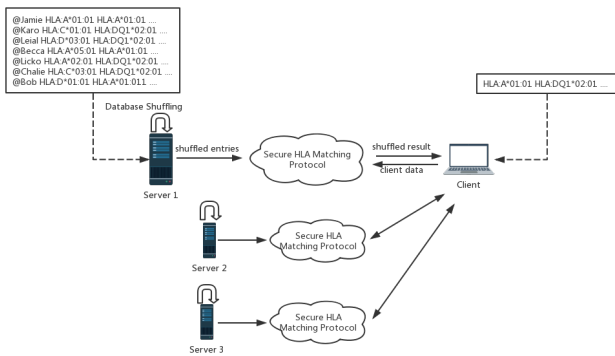 @Jamie HLA:A*01:01 HLA:A*01:01 ....
@Karo HLA:C*01:01 HLA:DQ1*02:01 ....
@Leial HLA:D*03:01 HLA:DQ1*02:01 ....
@Becca HLA:A*05:01 HLA:A*01:01 ....
@Licko HLA:A*02:01 HLA:DQ1*02:01 ....
@Chalie HLA:C*03:01 HLA:DQ1*02:01 ....
@Bob HLA:D*01:01 HLA:A*01:011 ....
HLA:A*01:01 HLA:DQ1*02:01 ....
Database Shuffling
shuffled entries
Server 1
Secure HLA Matching
Protocol
shuffled result
client data
Client
Secure HLA
Matching Protocol
Server 2
Secure HLA
Matching Protocol
Server 3